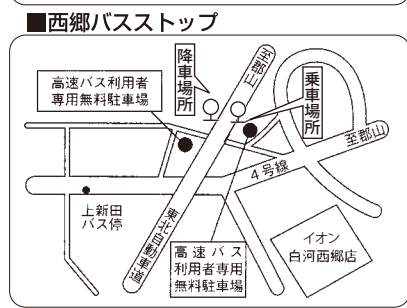 ■西郷バスストップ
降車場所
至郡山
乗車場所
高速バス利用者
専用無料駐車場
至郡山
4号線
上新田
バス停
東北自動車道
高速バス
利用者専用
無料駐車場
イオン
白河西郷店